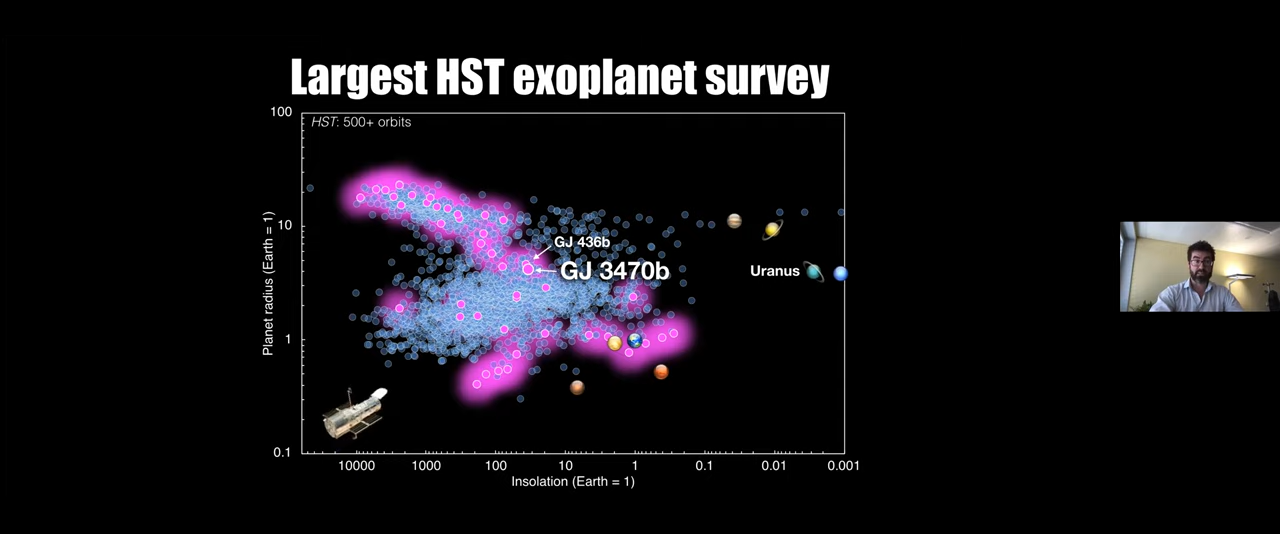 Largest HST exoplanet survey
HST: 500+ orbits
100
10
1
0.1
Planet radius (Earth = 1)
GJ 436b
GJ 3470b
Uranus
10000 1000 100 10 1 0.1 0.01 0.001
Insolation (Earth = 1)